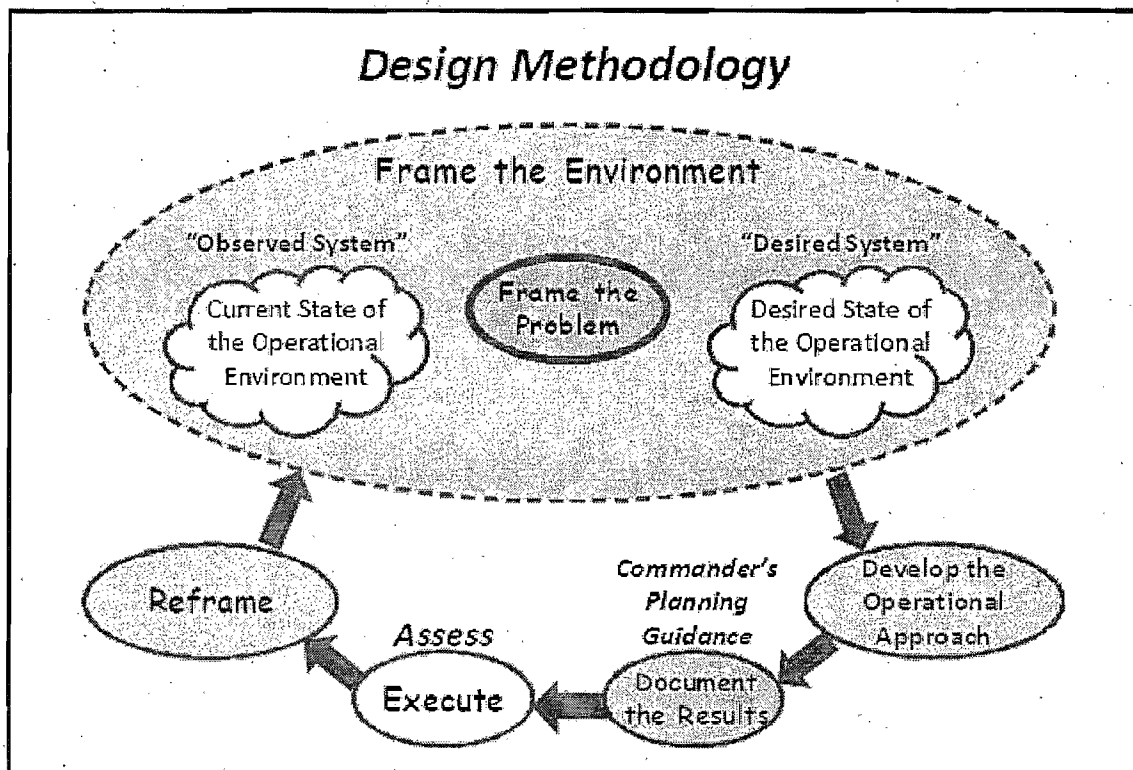 Design Methodology
Frame the Environment
"Observed System"
"Desired System"
Current State of
the Operational
Environment
Frame the
Problem
Desired State of
the Operational
Environment
Reframe
Assess
Execute
Commander's
Planning
Guidance
Document
the Results
Develop the
Operational
Approach